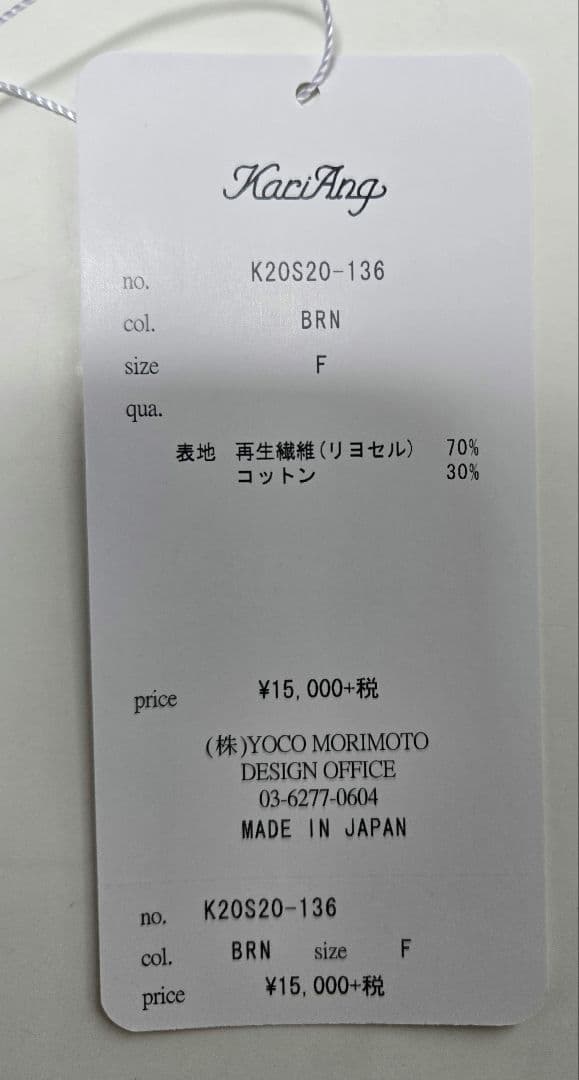 KariAng
no. K20S20-136
col. BRN
size F
qua.
表地 再生繊維(リヨセル) 70%
コットン 30%
price ¥15,000+税
(株)YOCO MORIMOTO
DESIGN OFFICE
03-6277-0604
MADE IN JAPAN
no. K20S20-136
col. BRN size F
price ¥15,000+税